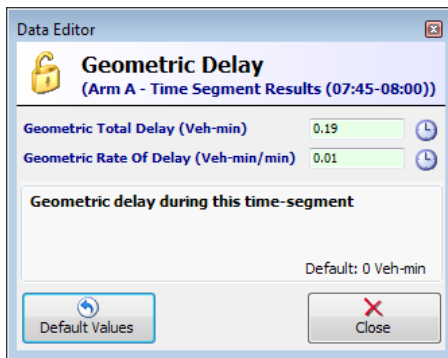 Data Editor
Geometric Delay
(Arm A - Time Segment Results (07:45-08:00))
Geometric Total Delay (Veh-min) 0.19
Geometric Rate Of Delay (Veh-min/min) 0.01
Geometric delay during this time-segment
Default: 0 Veh-min
Default Values Close